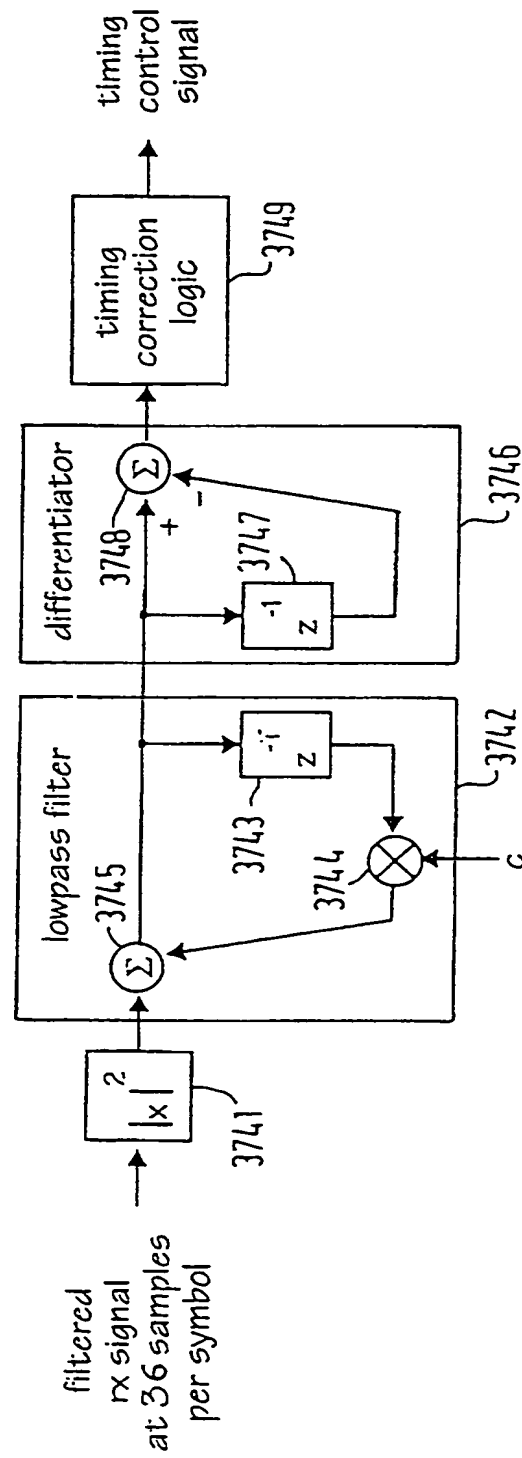 filtered
rx signal
at 36 samples
per symbol
|x|²
3741
lowpass filter
Σ
3745
3743
3744
c
3742
differentiator
3748
Σ
+
-
3747
z⁻¹
3746
timing
correction
logic
3749
timing
control
signal